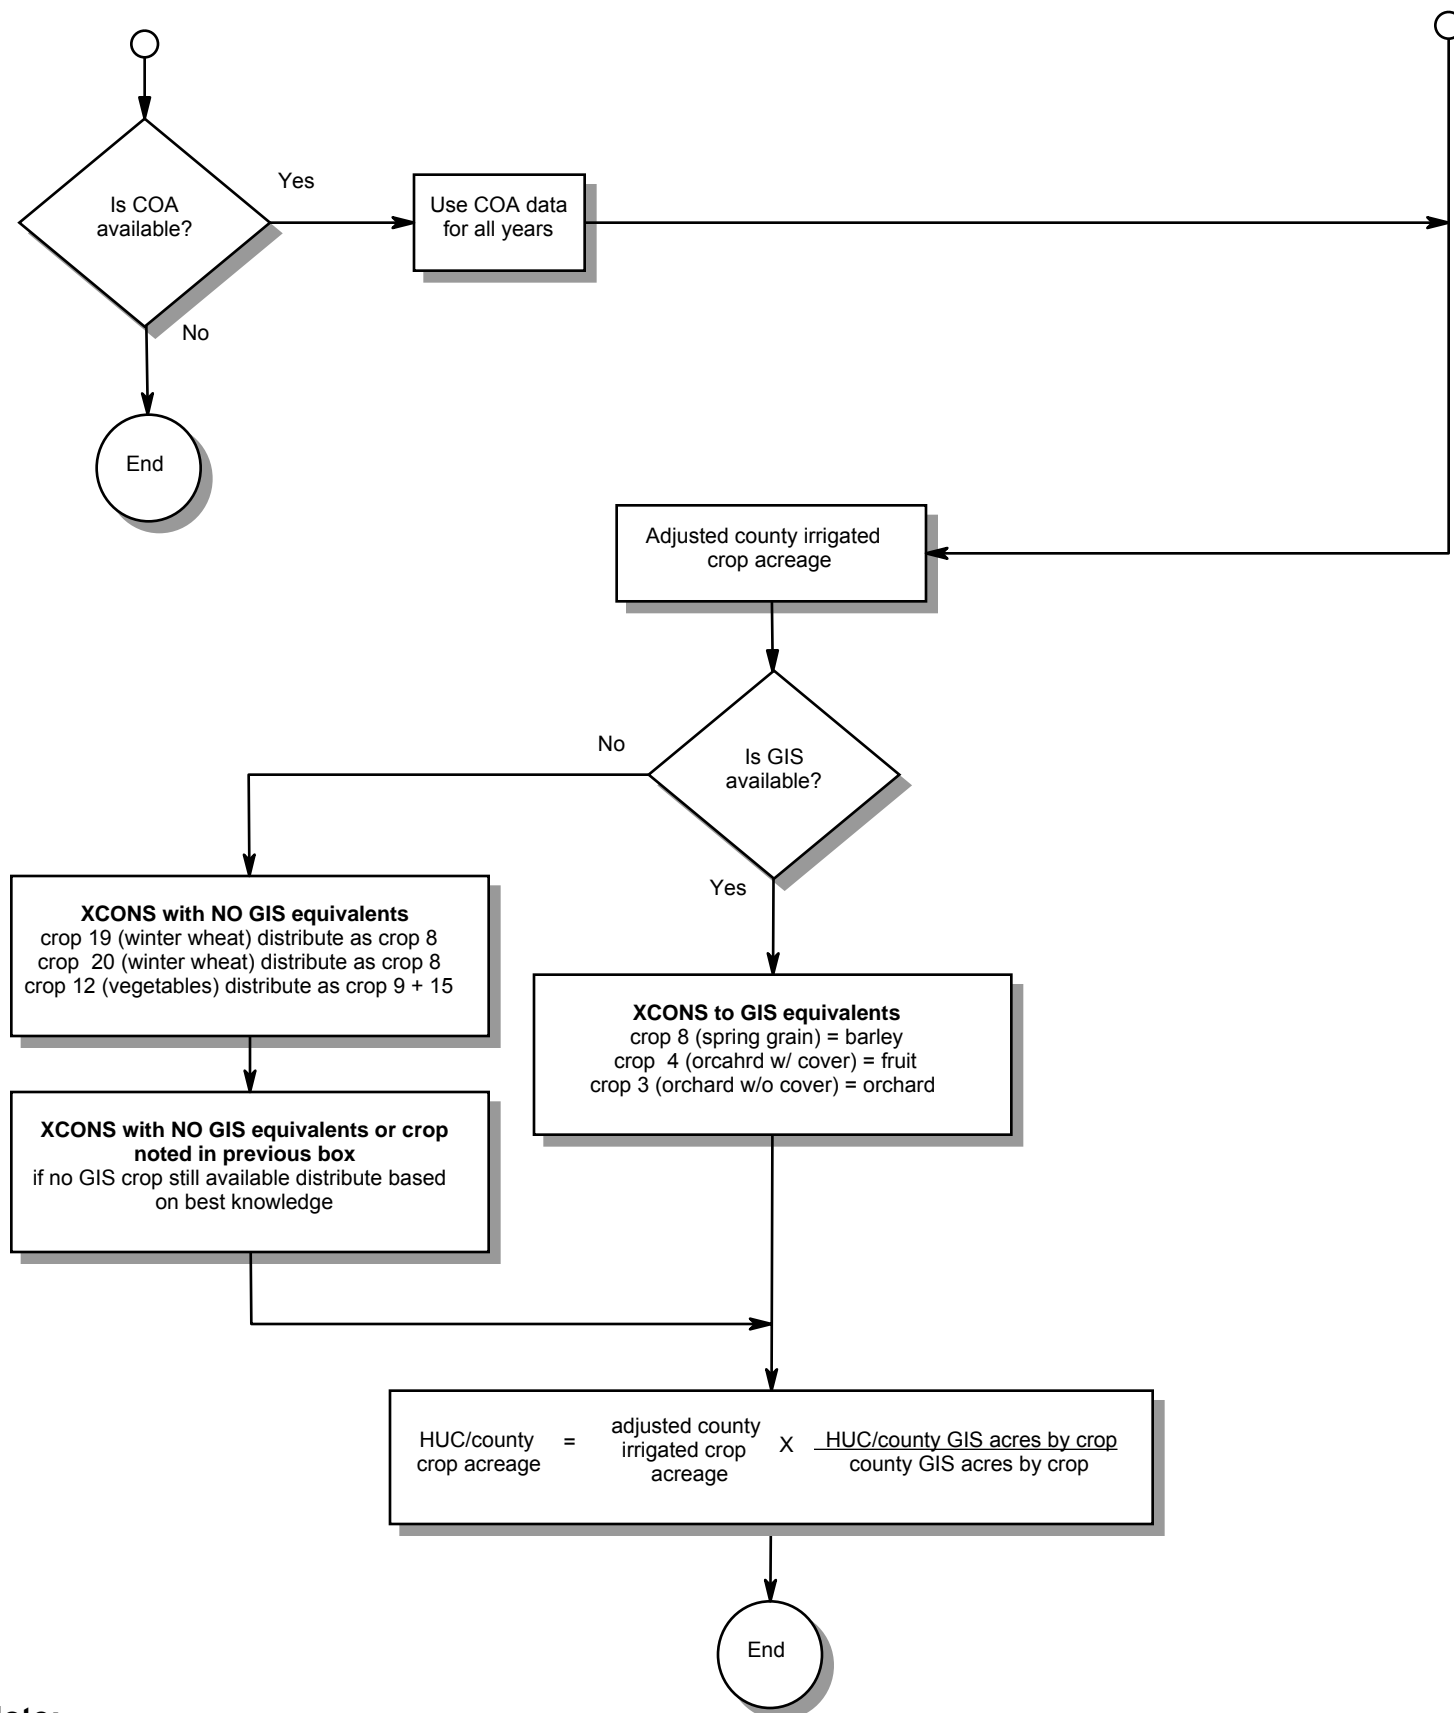 Is COA
available?
Yes
Use COA data
for all years
No
End
Adjusted county irrigated
crop acreage
No
Is GIS
available?
Yes
XCONS with NO GIS equivalents
crop 19 (winter wheat) distribute as crop 8
crop 20 (winter wheat) distribute as crop 8
crop 12 (vegetables) distribute as crop 9 + 15
XCONS to GIS equivalents
crop 8 (spring grain) = barley
crop 4 (orcahrd w/ cover) = fruit
crop 3 (orchard w/o cover) = orchard
XCONS with NO GIS equivalents or crop
noted in previous box
if no GIS crop still available distribute based
on best knowledge
HUC/county
crop acreage
=
adjusted county
irrigated crop
acreage
X
HUC/county GIS acres by crop
county GIS acres by crop
End